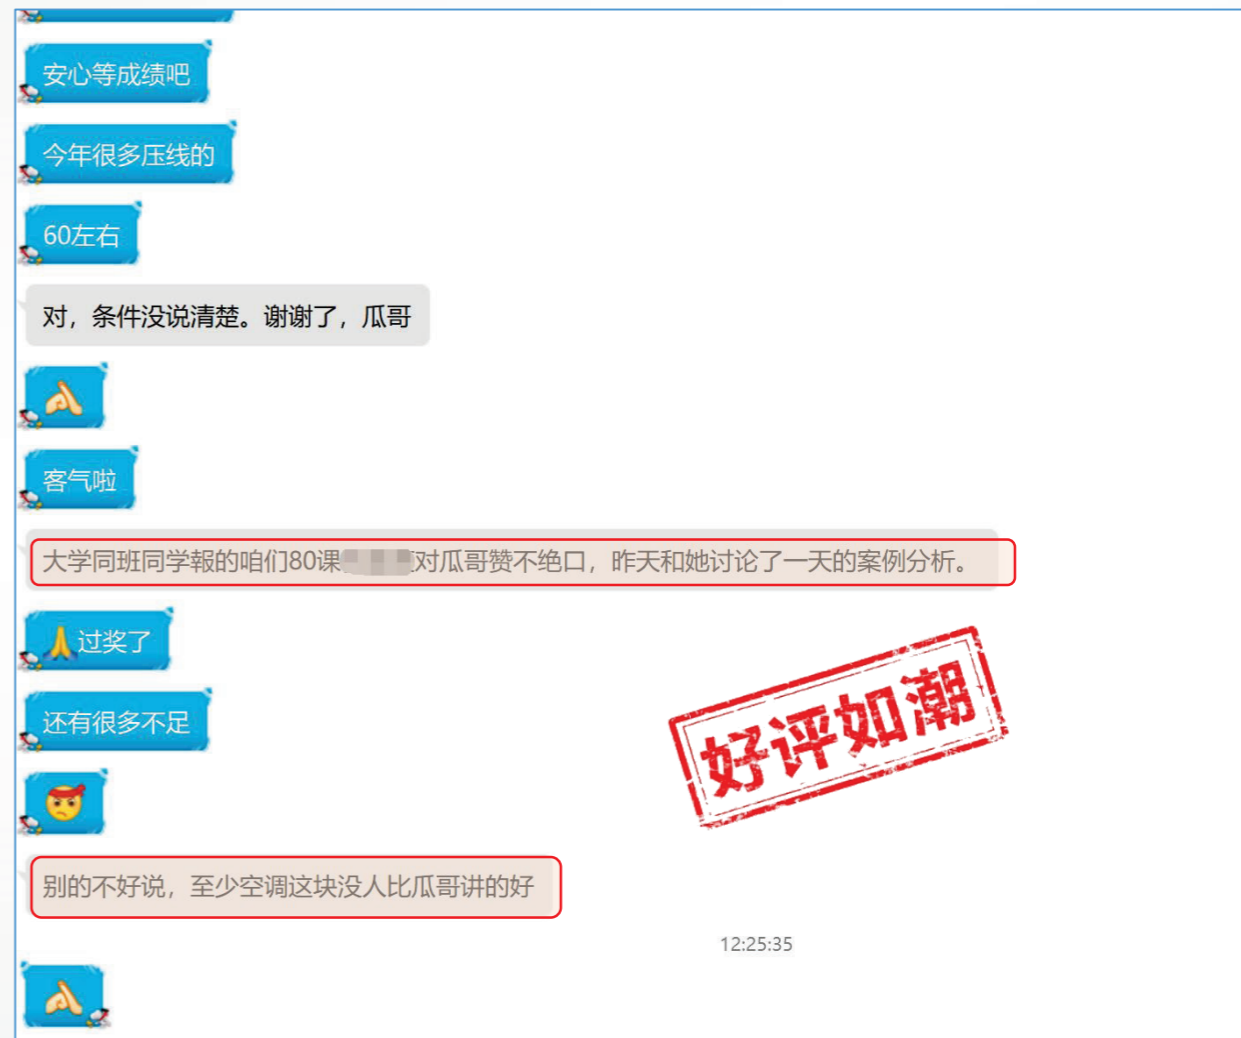 安心等成绩吧
今年很多压线的
60左右
对，条件没说清楚。谢谢了，瓜哥
客气啦
大学同班同学報的咱们80课对瓜哥赞不绝口，昨天和她讨论了一天的案例分析。
过奖了
还有很多不足
好评如潮
别的不好说，至少空调这块没人比瓜哥讲的好
12:25:35